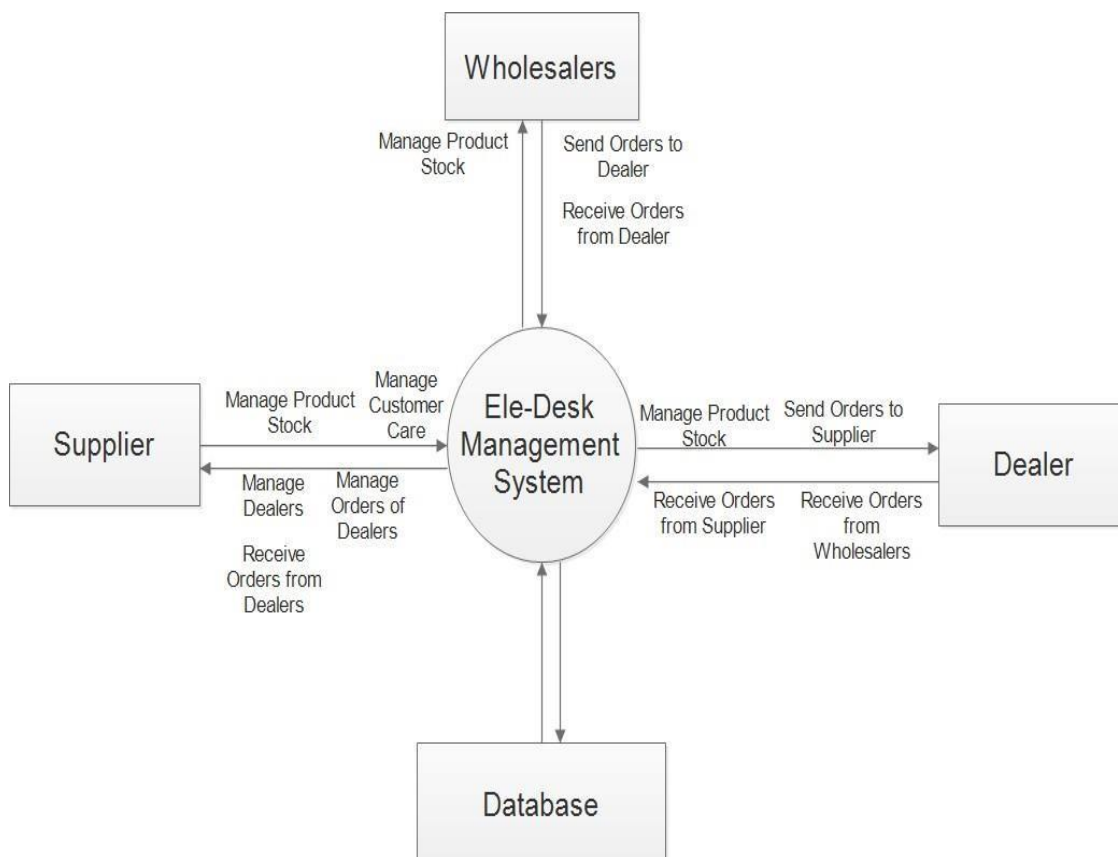 Wholesalers
Manage Product
Stock
Send Orders to
Dealer
Receive Orders
from Dealer
Supplier
Manage Product
Stock
Manage
Customer
Care
Manage
Dealers
Manage
Orders of
Dealers
Receive
Orders from
Dealers
Ele-Desk
Management
System
Manage Product
Stock
Send Orders to
Supplier
Receive Orders
from Supplier
Receive Orders
from
Wholesalers
Dealer
Database